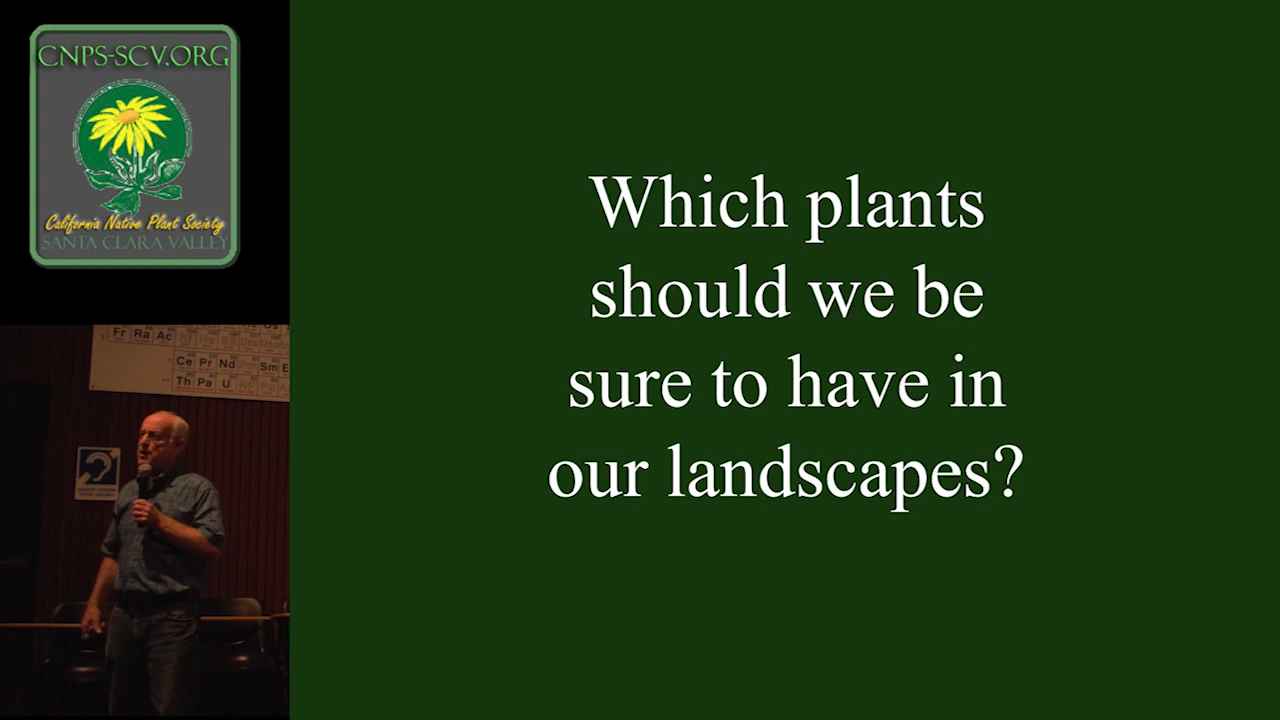 CNPS-SCV.ORG
California Native Plant Society
SANTA CLARA VALLEY
Which plants
should we be
sure to have in
our landscapes?
Fr Ra Ac
Ce Pr Nd Sm
Th Pa U